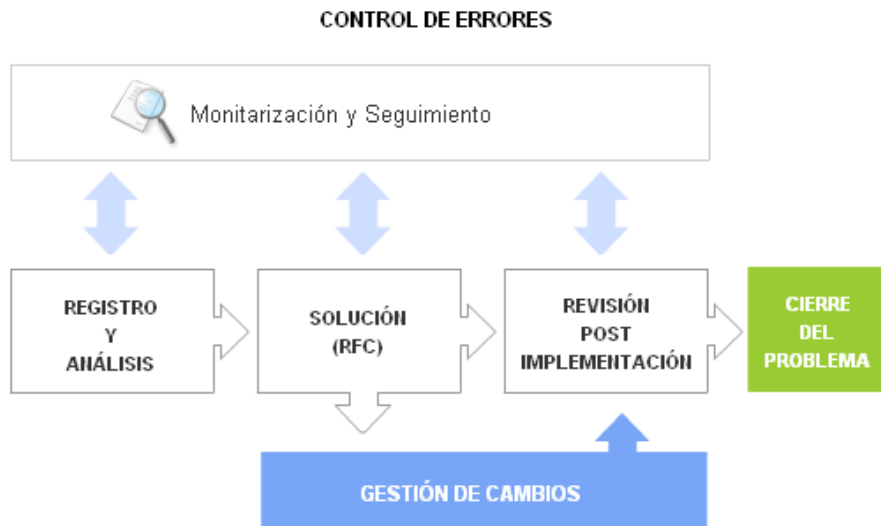 CONTROL DE ERRORES
Monitarización y Seguimiento
REGISTRO
Y
ANÁLISIS
SOLUCIÓN
(RFC)
REVISIÓN
POST
IMPLEMENTACIÓN
CIERRE
DEL
PROBLEMA
GESTIÓN DE CAMBIOS